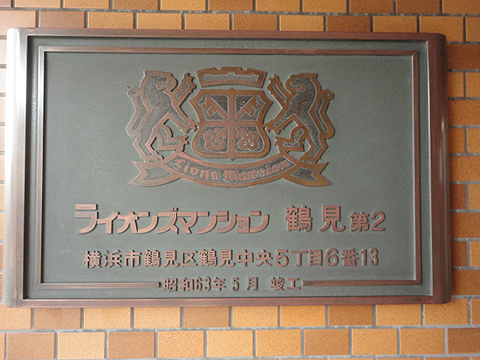 Lions Mansion
ライオンズマンション 鶴見 第2
横浜市鶴見区鶴見中央5丁目6番13
昭和63年5月 竣工